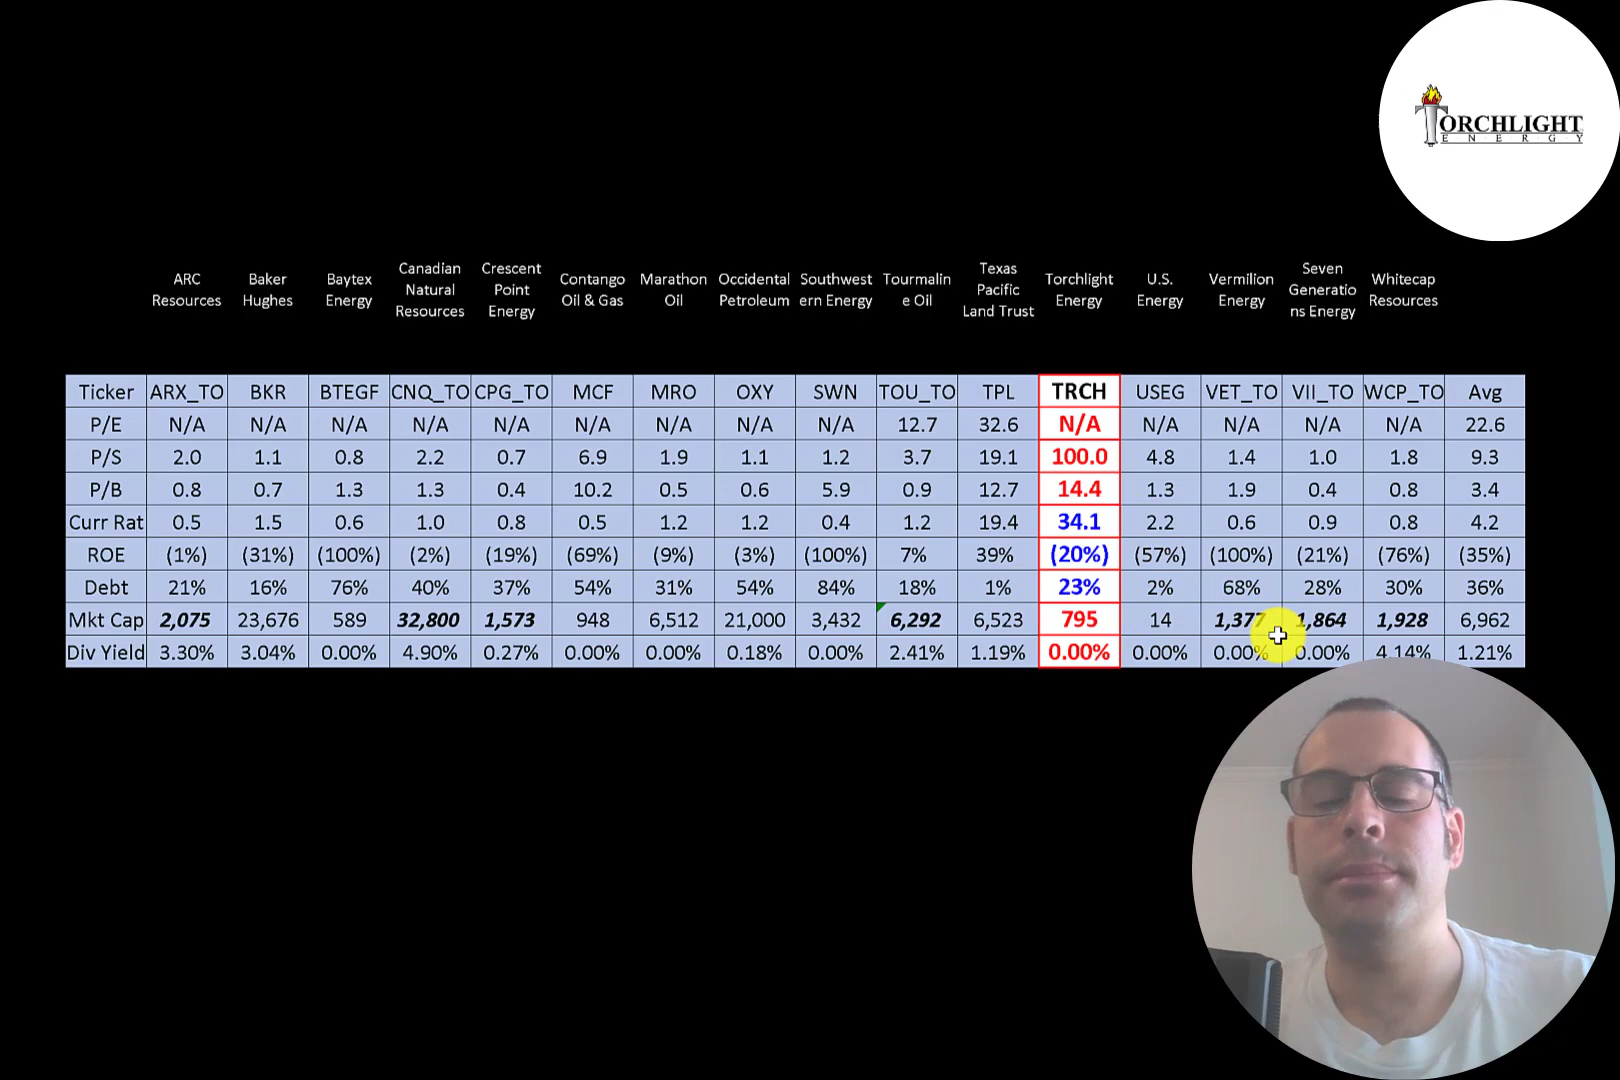 TORCHLIGHT
ENERGY
ARC Resources
Baker Hughes
Baytex Energy
Canadian Natural Resources
Crescent Point Energy
Contango Oil & Gas
Marathon Oil
Occidental Petroleum
Southwest ern Energy
Tourmalin e Oil
Texas Pacific Land Trust
Torchlight Energy
U.S. Energy
Vermilion Energy
Seven Generatio ns Energy
Whitecap Resources
Ticker ARX_TO BKR BTEGF CNQ_TO CPG_TO MCF MRO OXY SWN TOU_TO TPL TRCH USEG VET_TO VII_TO WCP_TO Avg
P/E N/A N/A N/A N/A N/A N/A N/A N/A N/A 12.7 32.6 N/A N/A N/A N/A N/A 22.6
P/S 2.0 1.1 0.8 2.2 0.7 6.9 1.9 1.1 1.2 3.7 19.1 100.0 4.8 1.4 1.0 1.8 9.3
P/B 0.8 0.7 1.3 1.3 0.4 10.2 0.5 0.6 5.9 0.9 12.7 14.4 1.3 1.9 0.4 0.8 3.4
Curr Rat 0.5 1.5 0.6 1.0 0.8 0.5 1.2 1.2 0.4 1.2 19.4 34.1 2.2 0.6 0.9 0.8 4.2
ROE (1%) (31%) (100%) (2%) (19%) (69%) (9%) (3%) (100%) 7% 39% (20%) (57%) (100%) (21%) (76%) (35%)
Debt 21% 16% 76% 40% 37% 54% 31% 54% 84% 18% 1% 23% 2% 68% 28% 30% 36%
Mkt Cap 2,075 23,676 589 32,800 1,573 948 6,512 21,000 3,432 6,292 6,523 795 14 1,377 1,864 1,928 6,962
Div Yield 3.30% 3.04% 0.00% 4.90% 0.27% 0.00% 0.00% 0.18% 0.00% 2.41% 1.19% 0.00% 0.00% 0.00% 0.00% 4.14% 1.21%